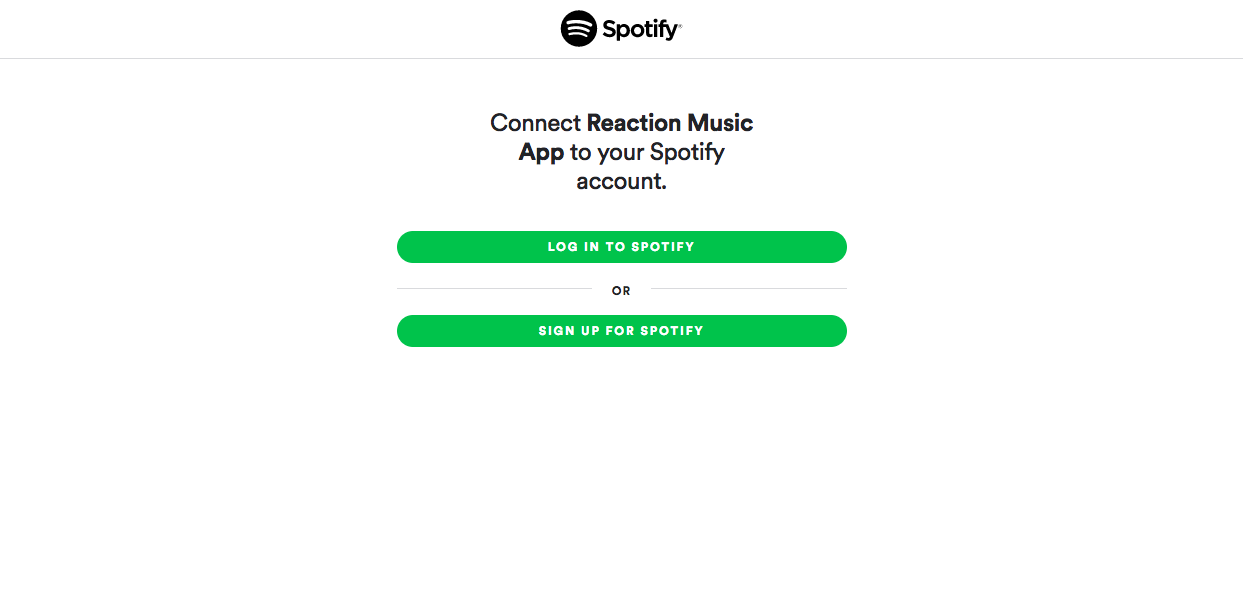 Spotify
Connect Reaction Music
App to your Spotify
account.
LOG IN TO SPOTIFY
OR
SIGN UP FOR SPOTIFY